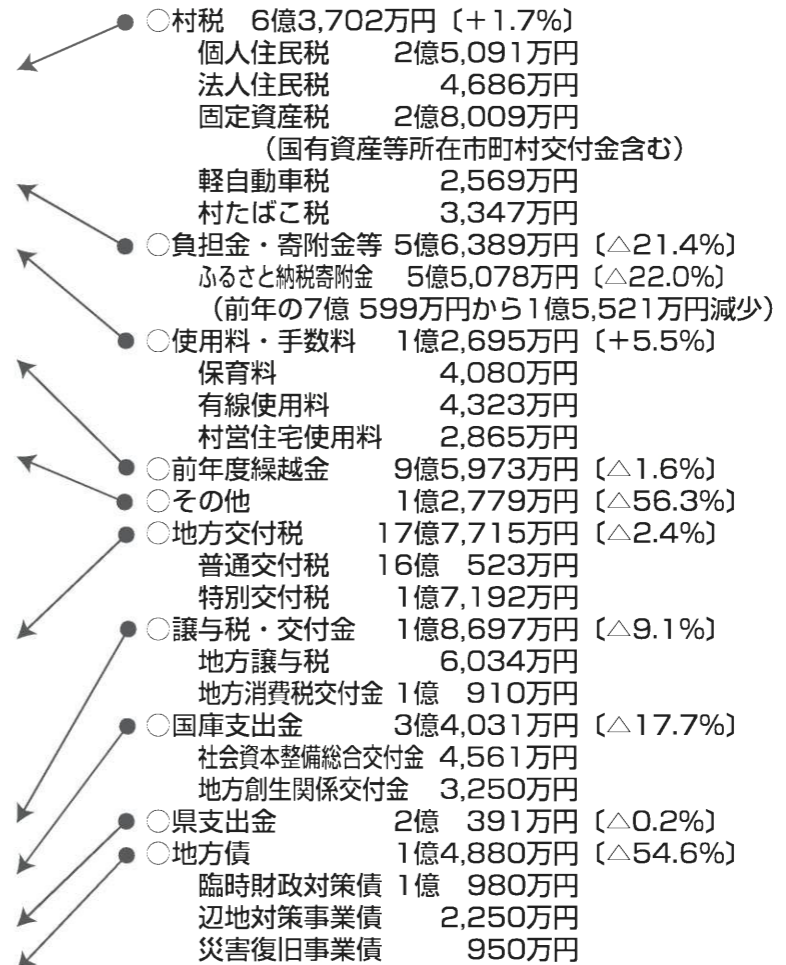 ○村税　6億3,702万円〔＋1.7％〕
個人住民税　2億5,091万円
法人住民税　4,686万円
固定資産税　2億8,009万円
（国有資産等所在市町村交付金含む）
軽自動車税　2,569万円
村たばこ税　3,347万円
○負担金・寄附金等 5億6,389万円〔△21.4％〕
ふるさと納税寄附金　5億5,078万円〔△22.0％〕
（前年の7億 599万円から1億5,521万円減少）
○使用料・手数料　1億2,695万円〔＋5.5％〕
保育料　4,080万円
有線使用料　4,323万円
村営住宅使用料　2,865万円
○前年度繰越金　9億5,973万円〔△1.6％〕
○その他　1億2,779万円〔△56.3％〕
○地方交付税　17億7,715万円〔△2.4％〕
普通交付税　16億　523万円
特別交付税　1億7,192万円
○譲与税・交付金　1億8,697万円〔△9.1％〕
地方譲与税　6,034万円
地方消費税交付金 1億　910万円
○国庫支出金　3億4,031万円〔△17.7％〕
社会資本整備総合交付金 4,561万円
地方創生関係交付金　3,250万円
○県支出金　2億　391万円〔△0.2％〕
○地方債　1億4,880万円〔△54.6％〕
臨時財政対策債 1億　980万円
辺地対策事業債　2,250万円
災害復旧事業債　950万円